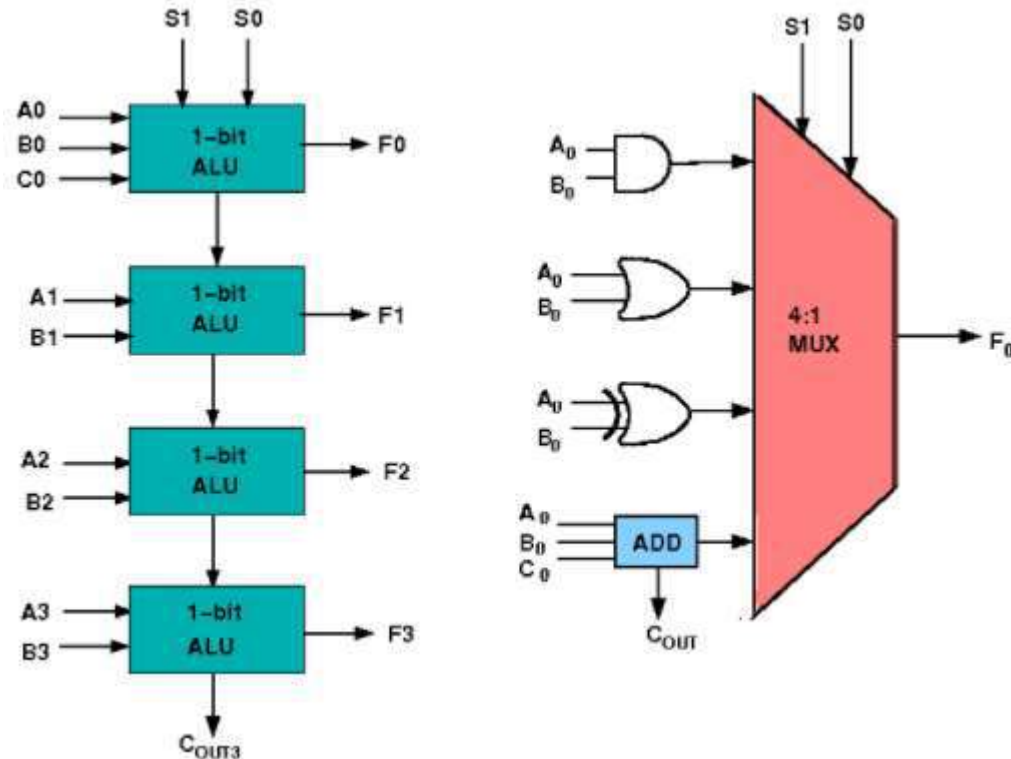 S1 S0
A0
B0
C0
1-bit
ALU
F0
A1
B1
1-bit
ALU
F1
A2
B2
1-bit
ALU
F2
A3
B3
1-bit
ALU
F3
COUT3
S1 S0
A0
B0
A0
B0
A0
B0
A0
B0
C0
ADD
COUT
4:1
MUX
F0